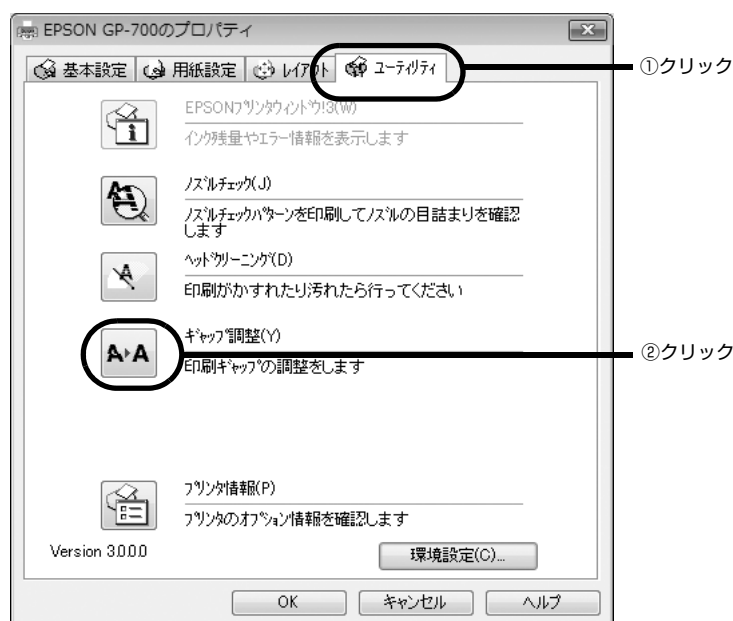 EPSON GP-700のプロパティ
基本設定 用紙設定 レイアウト ユーティリティ
①クリック
EPSONプリンタウィンドウ!3(W)
インク残量やエラー情報を表示します
ノズルチェック(J)
ノズルチェックパターンを印刷してノズルの目詰まりを確認
します
ヘッドクリーニング(D)
印刷がかすれたり汚れたら行ってください
A▸A
ギャップ調整(Y)
②クリック
印刷ギャップの調整をします
プリンタ情報(P)
プリンタのオプション情報を確認します
Version 3.0.0.0
環境設定(C)...
OK キャンセル ヘルプ